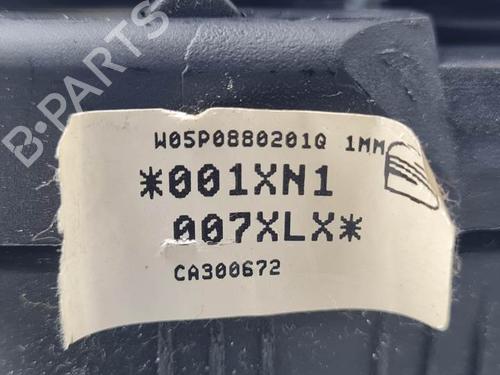 B-PARTS
W05P0880201Q 1MM
*001XN1
007XLX*
CA300672